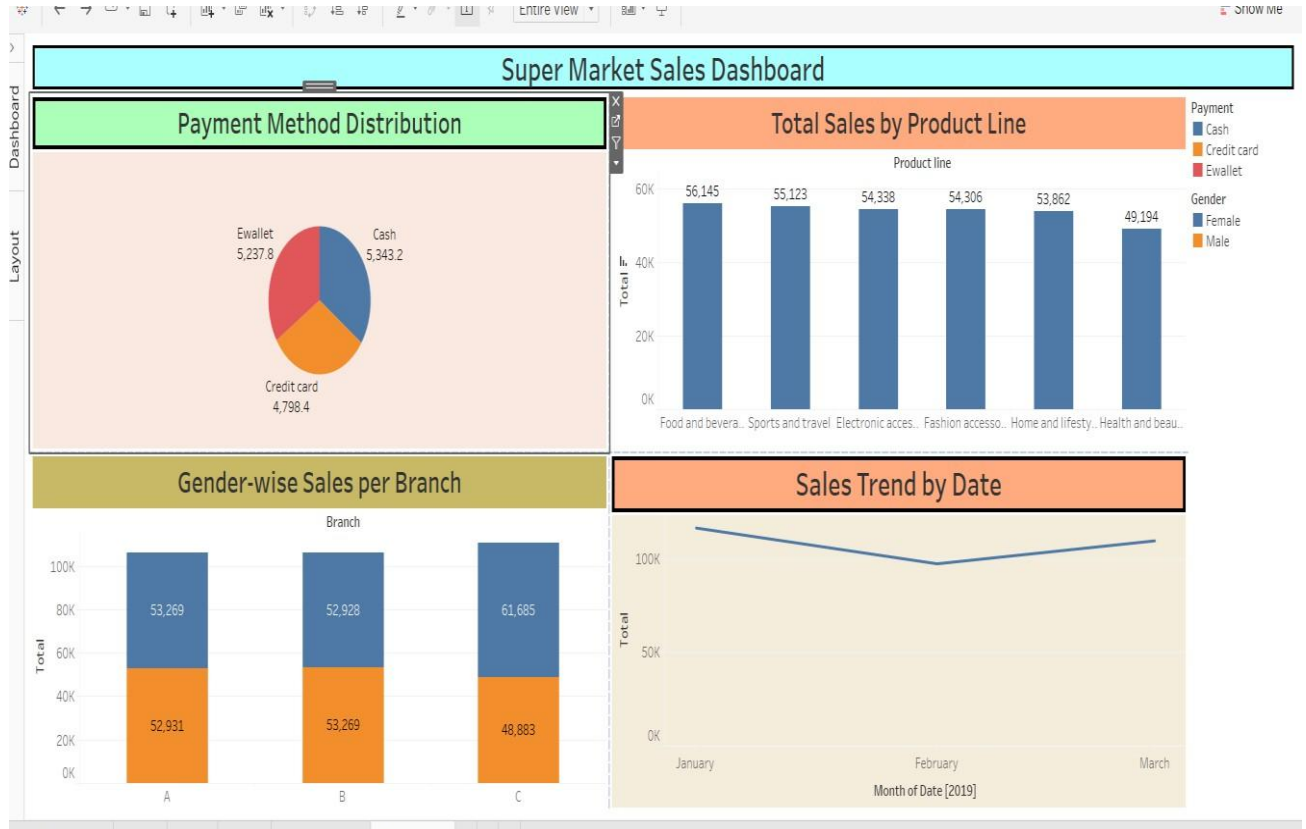 Entire View
Show Me
Dashboard
Layout
Super Market Sales Dashboard
Payment Method Distribution
Ewallet
5,237.8
Cash
5,343.2
Credit card
4,798.4
Total Sales by Product Line
Product line
Total
60K
40K
20K
0K
56,145
55,123
54,338
54,306
53,862
49,194
Food and bevera..
Sports and travel
Electronic acces..
Fashion accesso..
Home and lifesty..
Health and beau..
Payment
Cash
Credit card
Ewallet
Gender
Female
Male
Gender-wise Sales per Branch
Branch
Total
100K
80K
60K
40K
20K
0K
53,269
52,928
61,685
52,931
53,269
48,883
A
B
C
Sales Trend by Date
Total
100K
50K
0K
January
February
March
Month of Date [2019]